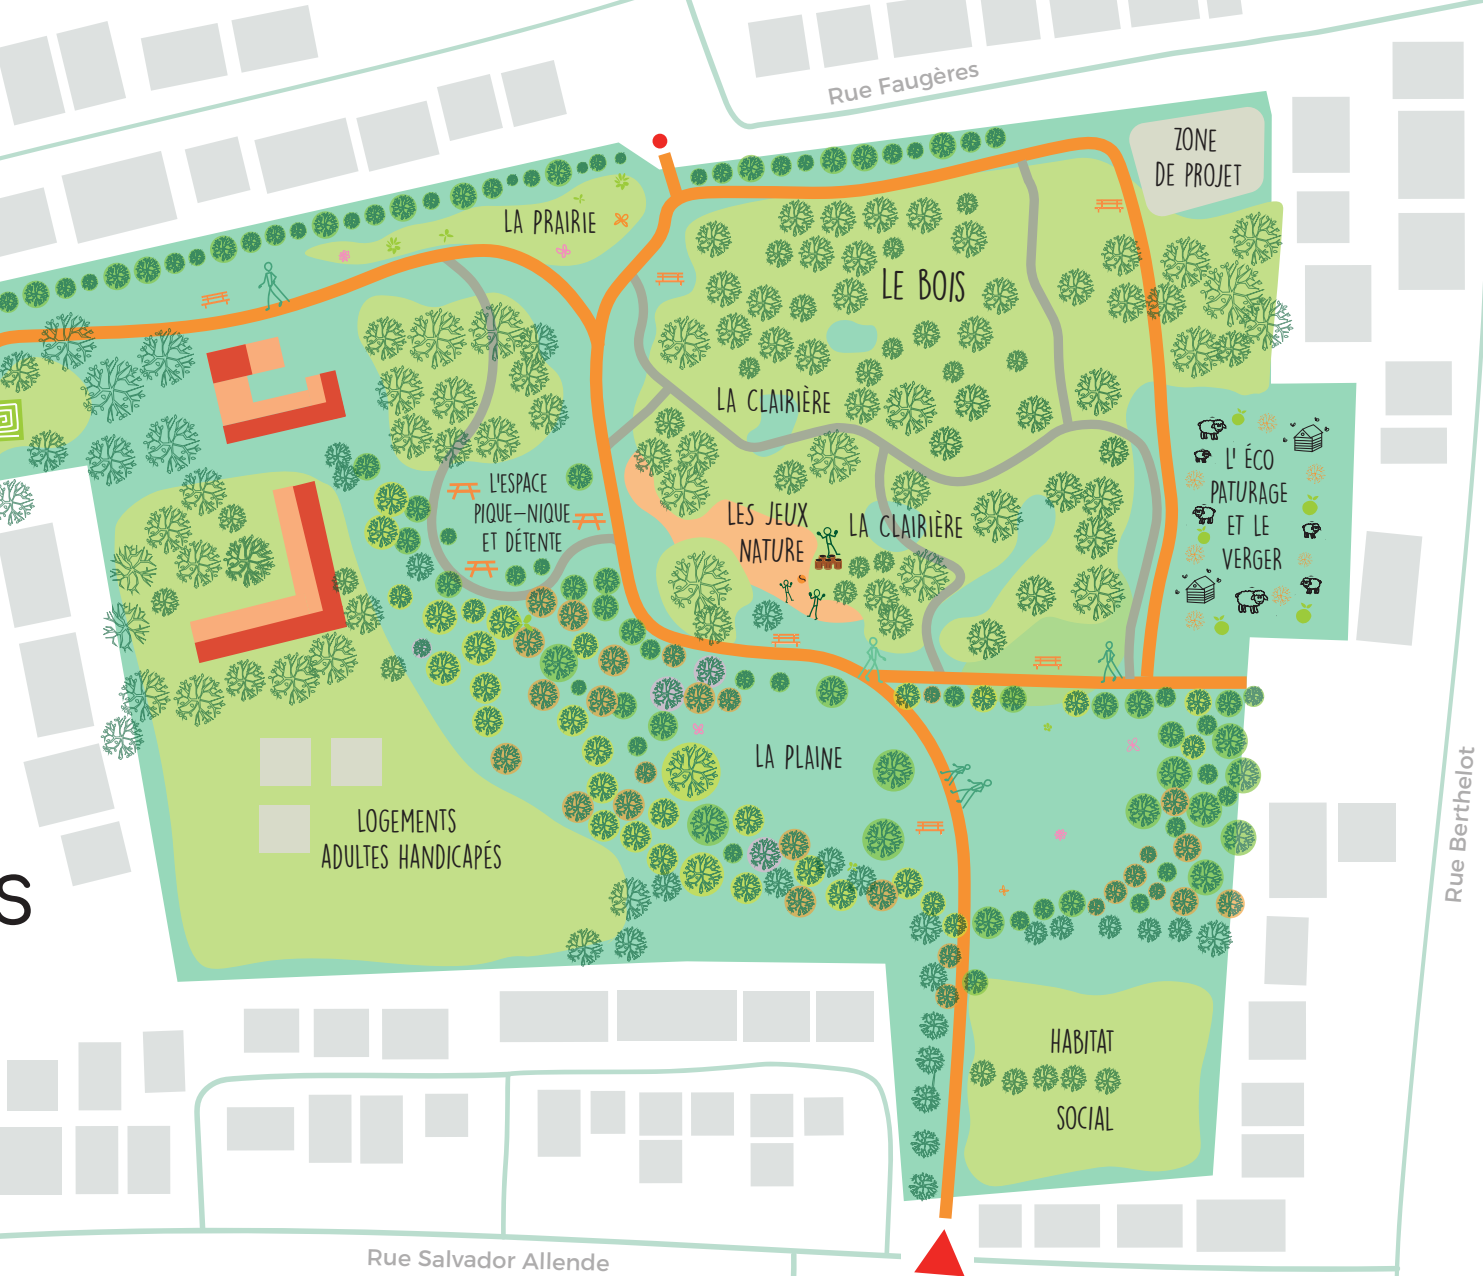 Rue Faugères
ZONE
DE PROJET
LA PRAIRIE
LE BOIS
LA CLAIRIÈRE
L'ESPACE
PIQUE-NIQUE
ET DÉTENTE
LES JEUX
NATURE
LA CLAIRIÈRE
L' ÉCO
PATURAGE
ET LE
VERGER
LA PLAINE
LOGEMENTS
ADULTES HANDICAPÉS
S
Rue Berthelot
HABITAT
SOCIAL
Rue Salvador Allende